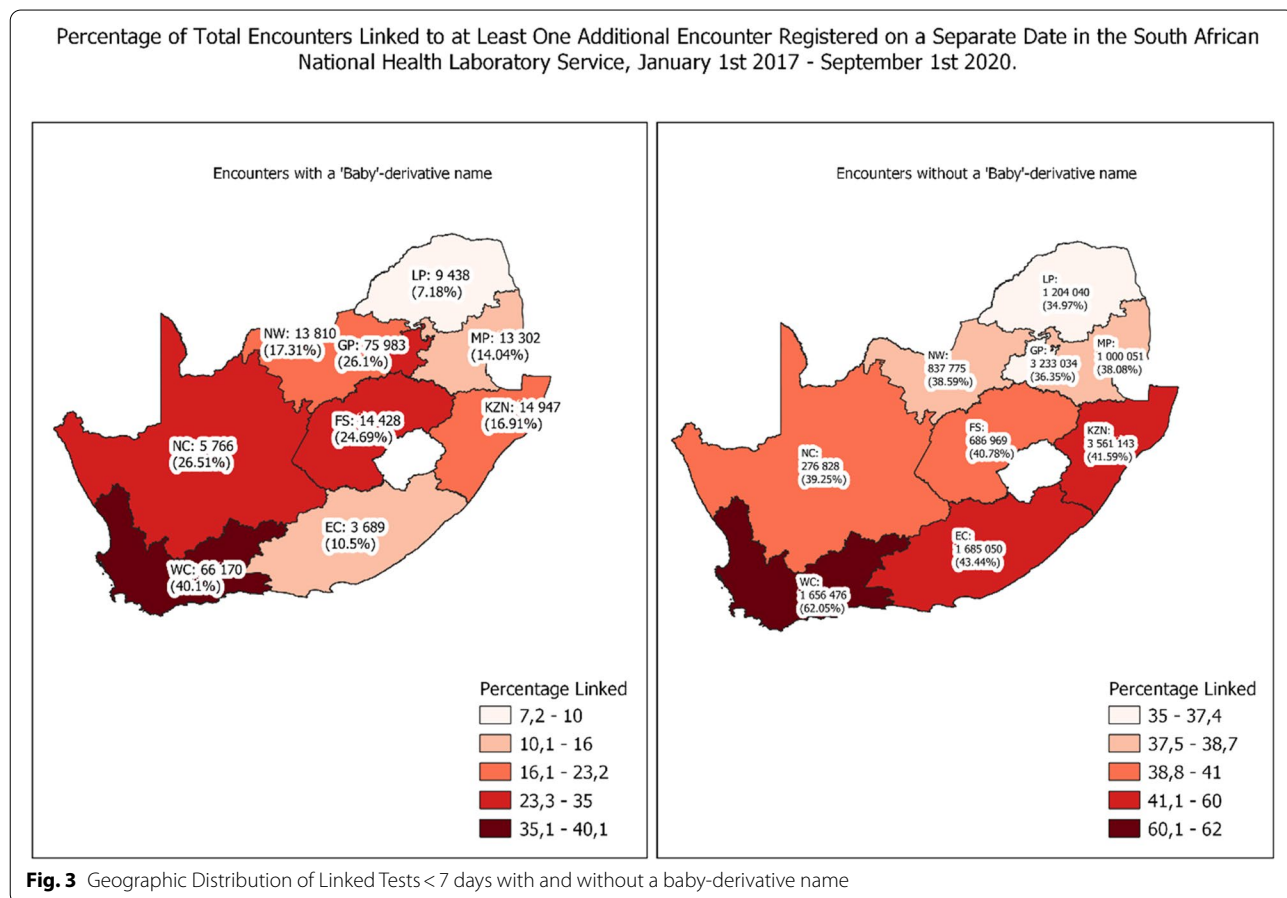 Percentage of Total Encounters Linked to at Least One Additional Encounter Registered on a Separate Date in the South African
National Health Laboratory Service, January 1st 2017 - September 1st 2020.
Encounters with a 'Baby'-derivative name
LP: 9 438
(7.18%)
NW: 13 810
(17.31%)
GP: 75 983
(26.1%)
MP: 13 302
(14.04%)
KZN: 14 947
(16.91%)
FS: 14 428
(24.69%)
NC: 5 766
(26.51%)
EC: 3 689
(10.5%)
WC: 66 170
(40.1%)
Percentage Linked
7,2 - 10
10,1 - 16
16,1 - 23,2
23,3 - 35
35,1 - 40,1
Encounters without a 'Baby'-derivative name
LP:
1 204 040
(34.97%)
NW:
837 775
(38.59%)
GP:
3 233 034
(36.35%)
MP:
1 000 051
(38.08%)
KZN:
3 561 143
(41.59%)
FS:
686 969
(40.78%)
NC:
276 828
(39.25%)
EC:
1 685 050
(43.44%)
WC:
1 656 476
(62.05%)
Percentage Linked
35 - 37,4
37,5 - 38,7
38,8 - 41
41,1 - 60
60,1 - 62
Fig. 3 Geographic Distribution of Linked Tests < 7 days with and without a baby-derivative name